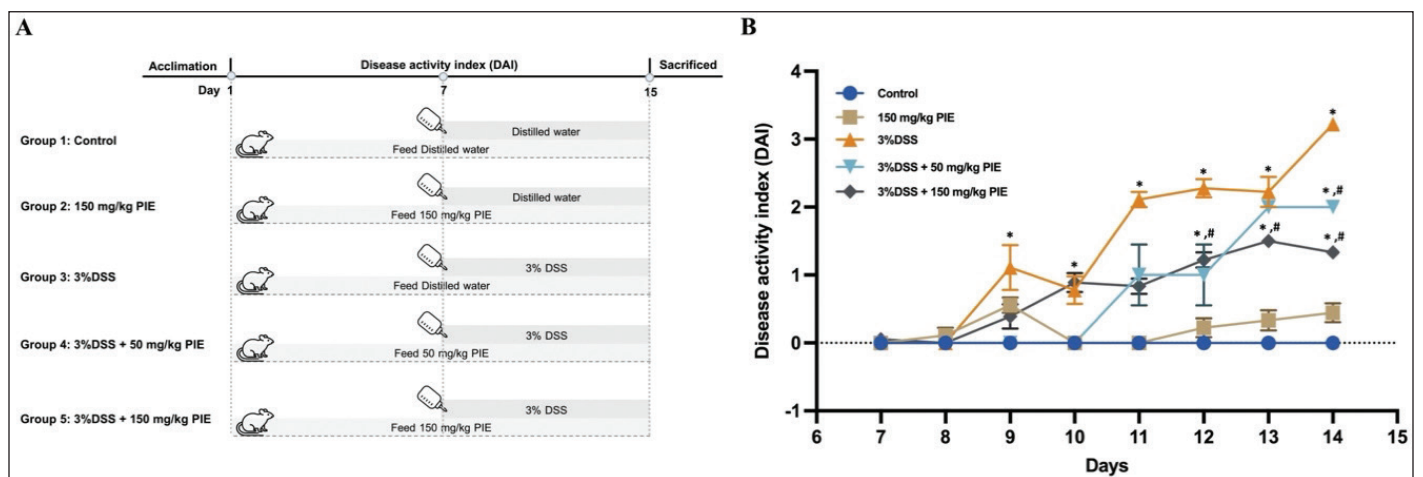 A
Acclimation Disease activity index (DAI) Sacrificed
Day 1 7 15
Group 1: Control
Distilled water
Feed Distilled water
Group 2: 150 mg/kg PIE
Distilled water
Feed 150 mg/kg PIE
Group 3: 3%DSS
3% DSS
Feed Distilled water
Group 4: 3%DSS + 50 mg/kg PIE
3% DSS
Feed 50 mg/kg PIE
Group 5: 3%DSS + 150 mg/kg PIE
3% DSS
Feed 150 mg/kg PIE
B
Disease activity index (DAI)
4
3
2
1
0
-1
Control
150 mg/kg PIE
3%DSS
3%DSS + 50 mg/kg PIE
3%DSS + 150 mg/kg PIE
* * * * * *
*,# *,# *,# *,#
6 7 8 9 10 11 12 13 14 15
Days